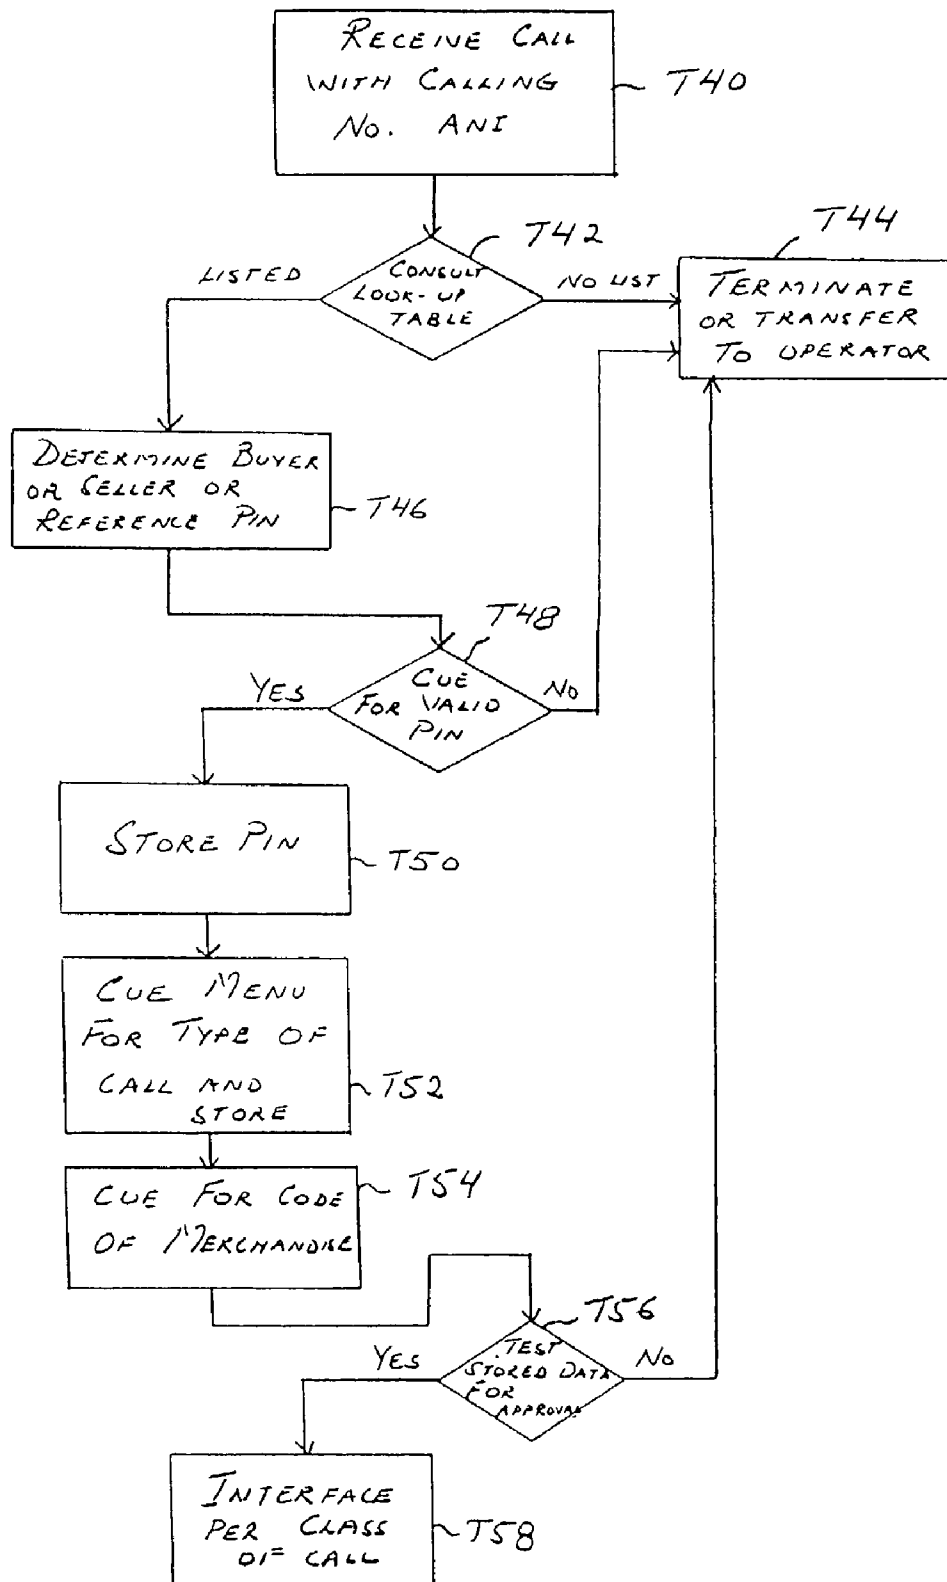 RECEIVE CALL
WITH CALLING
NO. ANI
T40
T42
CONSULT
LOOK-UP
TABLE
LISTED
NO LIST
T44
TERMINATE
OR TRANSFER
TO OPERATOR
DETERMINE BUYER
OR SELLER OR
REFERENCE PIN
T46
T48
CUE
FOR VALID
PIN
YES
NO
STORE PIN
T50
CUE MENU
FOR TYPE OF
CALL AND
STORE
T52
CUE FOR CODE
OF MERCHANDISE
T54
T56
TEST
STORED DATA
FOR
APPROVAL
YES
NO
INTERFACE
PER CLASS
OF CALL
T58